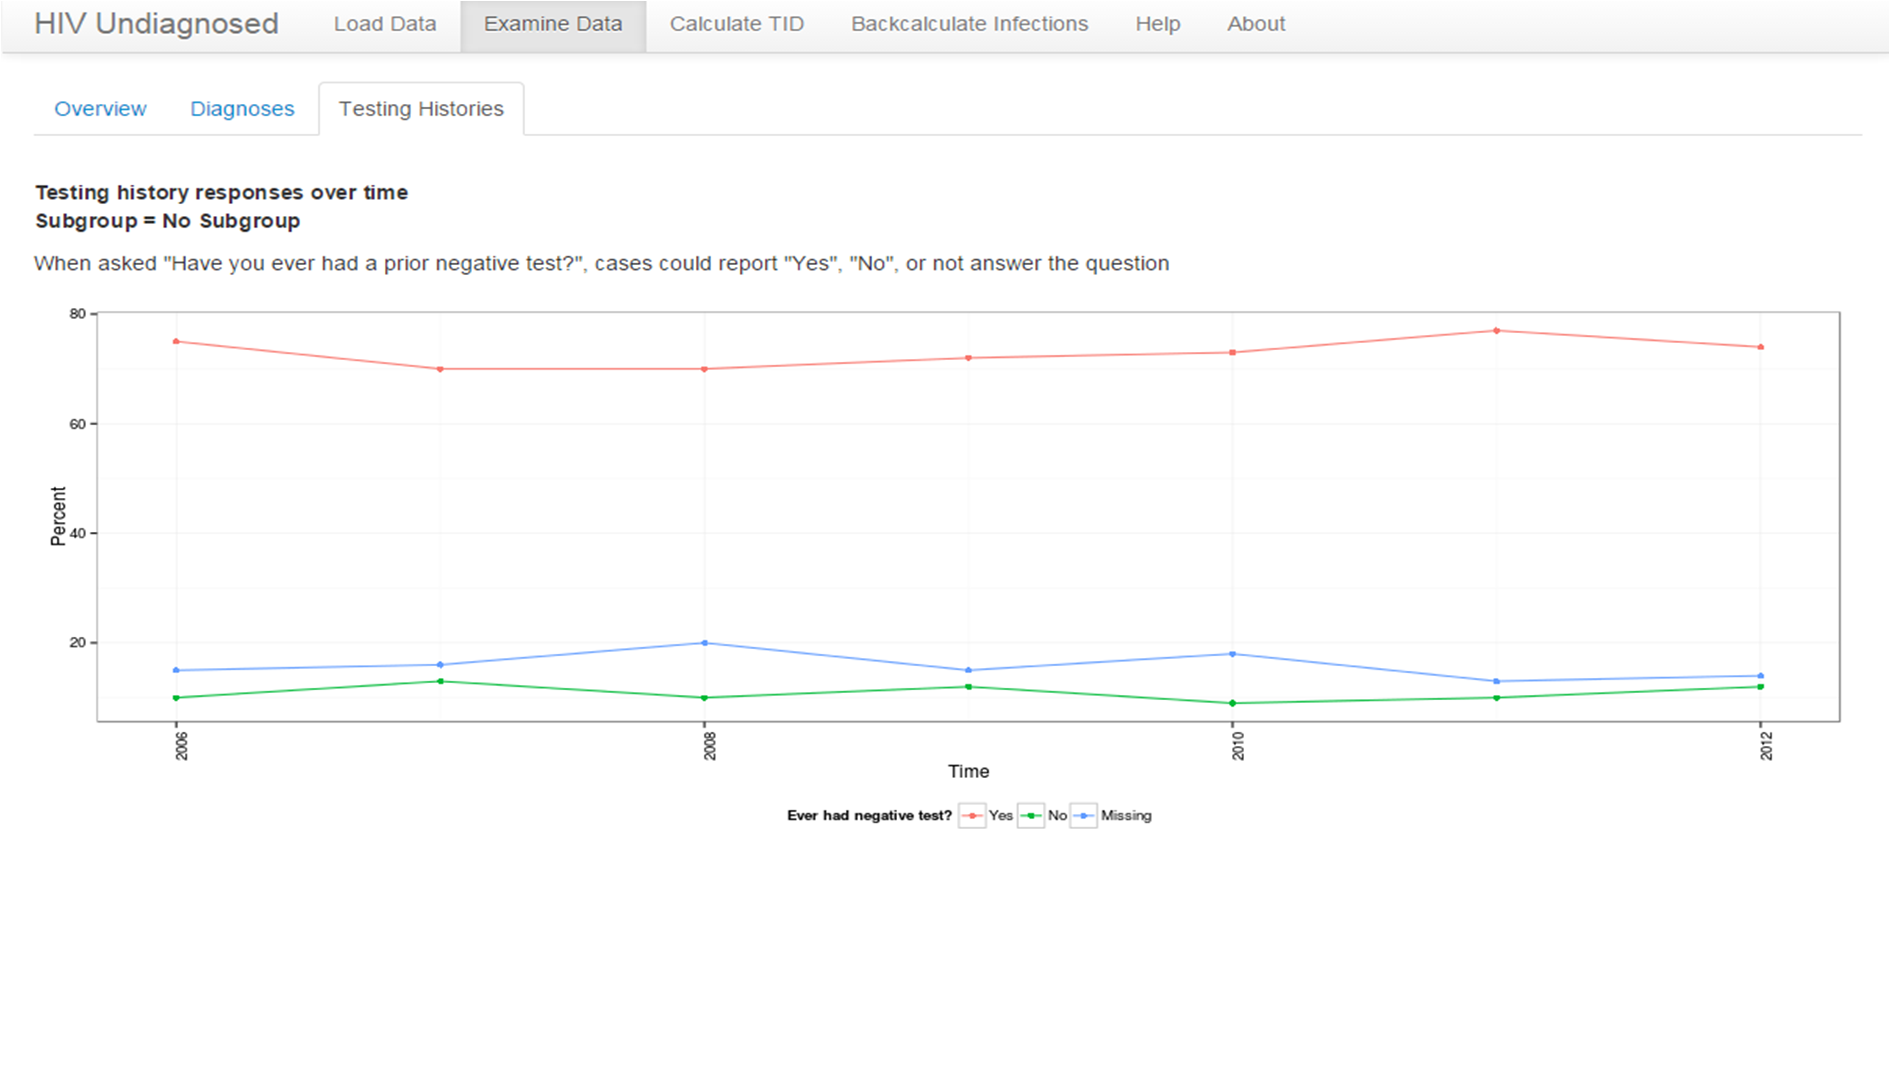 HIV Undiagnosed Load Data Examine Data Calculate TID Backcalculate Infections Help About
Overview Diagnoses Testing Histories
Testing history responses over time
Subgroup = No Subgroup
When asked "Have you ever had a prior negative test?", cases could report "Yes", "No", or not answer the question
80
60
40
20
Percent
2006 2008 2010 2012
Time
Ever had negative test? Yes No Missing